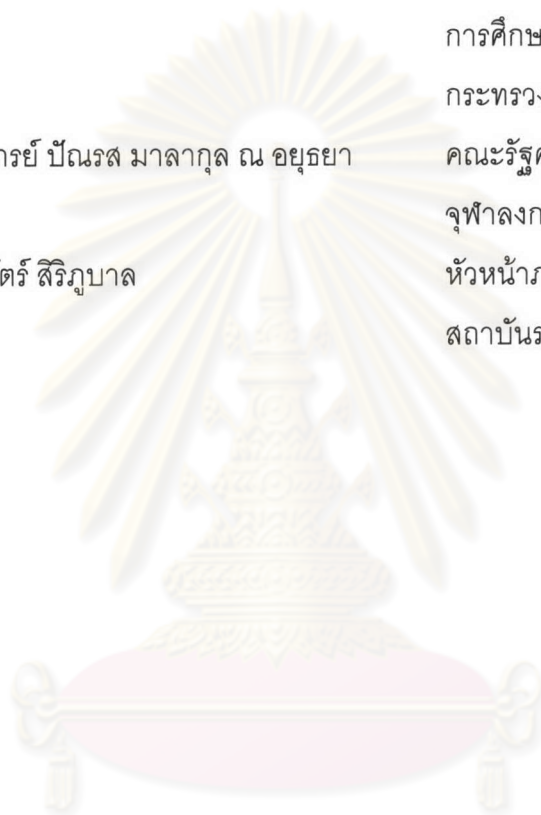 การศึกษ
กระทรวง
ารย์ ปัณรส มาลากุล ณ อยุธยา คณะรัฐศ
จุฬาลงก
ตร์ สิริภูบาล หัวหน้าภ
สถาบันร